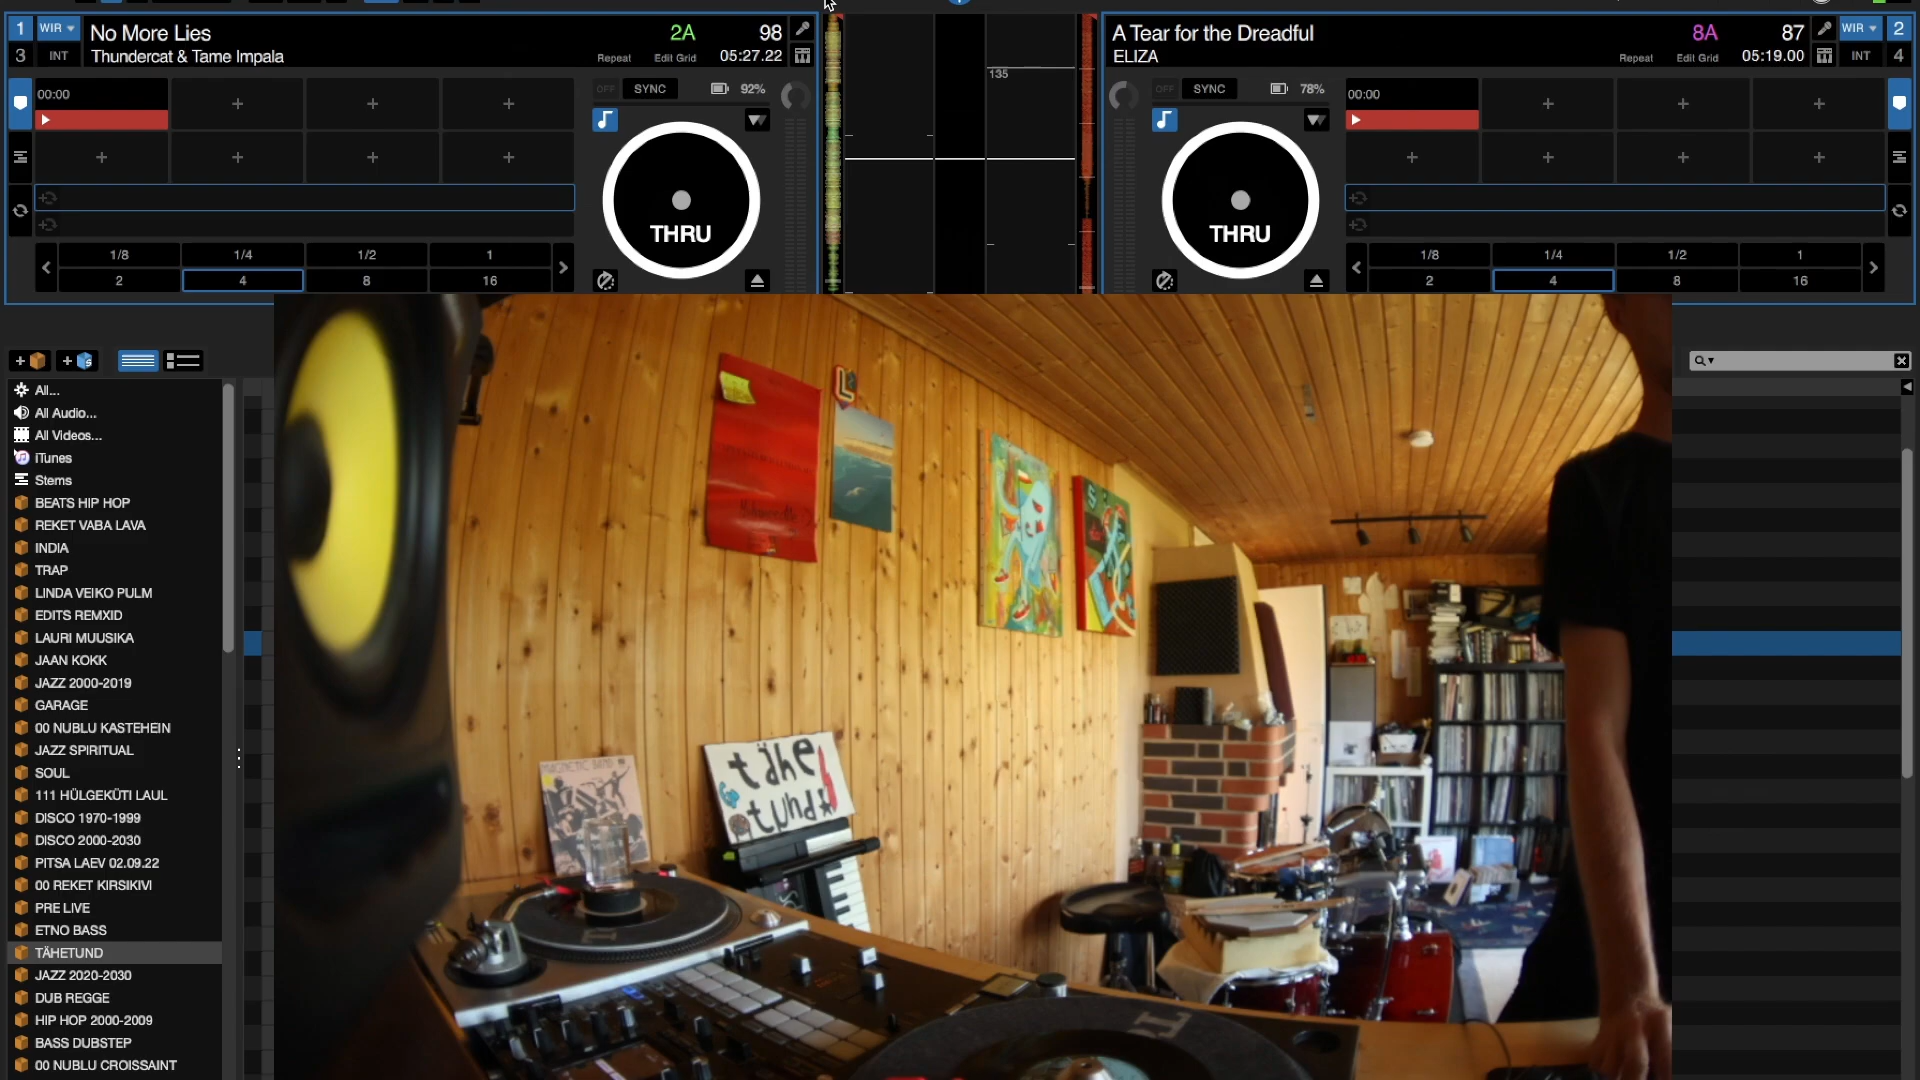 1 WIR No More Lies 2A 98
3 INT Thundercat & Tame Impala Repeat Edit Grid 05:27.22
00:00
OFF SYNC 92%
THRU
1/8 1/4 1/2 1
2 4 8 16
135
A Tear for the Dreadful 8A 87 WIR 2
ELIZA Repeat Edit Grid 05:19.00 INT 4
OFF SYNC 78%
00:00
THRU
1/8 1/4 1/2 1
2 4 8 16
All...
All Audio...
All Videos...
iTunes
Stems
BEATS HIP HOP
REKET VABA LAVA
INDIA
TRAP
LINDA VEIKO PULM
EDITS REMXID
LAURI MUUSIKA
JAAN KOKK
JAZZ 2000-2019
GARAGE
00 NUBLU KASTEHEIN
JAZZ SPIRITUAL
SOUL
111 HÜLGEKÜTI LAUL
DISCO 1970-1999
DISCO 2000-2030
PITSA LAEV 02.09.22
00 REKET KIRSIKIVI
PRE LIVE
ETNO BASS
TÄHETUND
JAZZ 2020-2030
DUB REGGE
HIP HOP 2000-2009
BASS DUBSTEP
00 NUBLU CROISSAINT
MAGNETIC BAND
tähe
tund